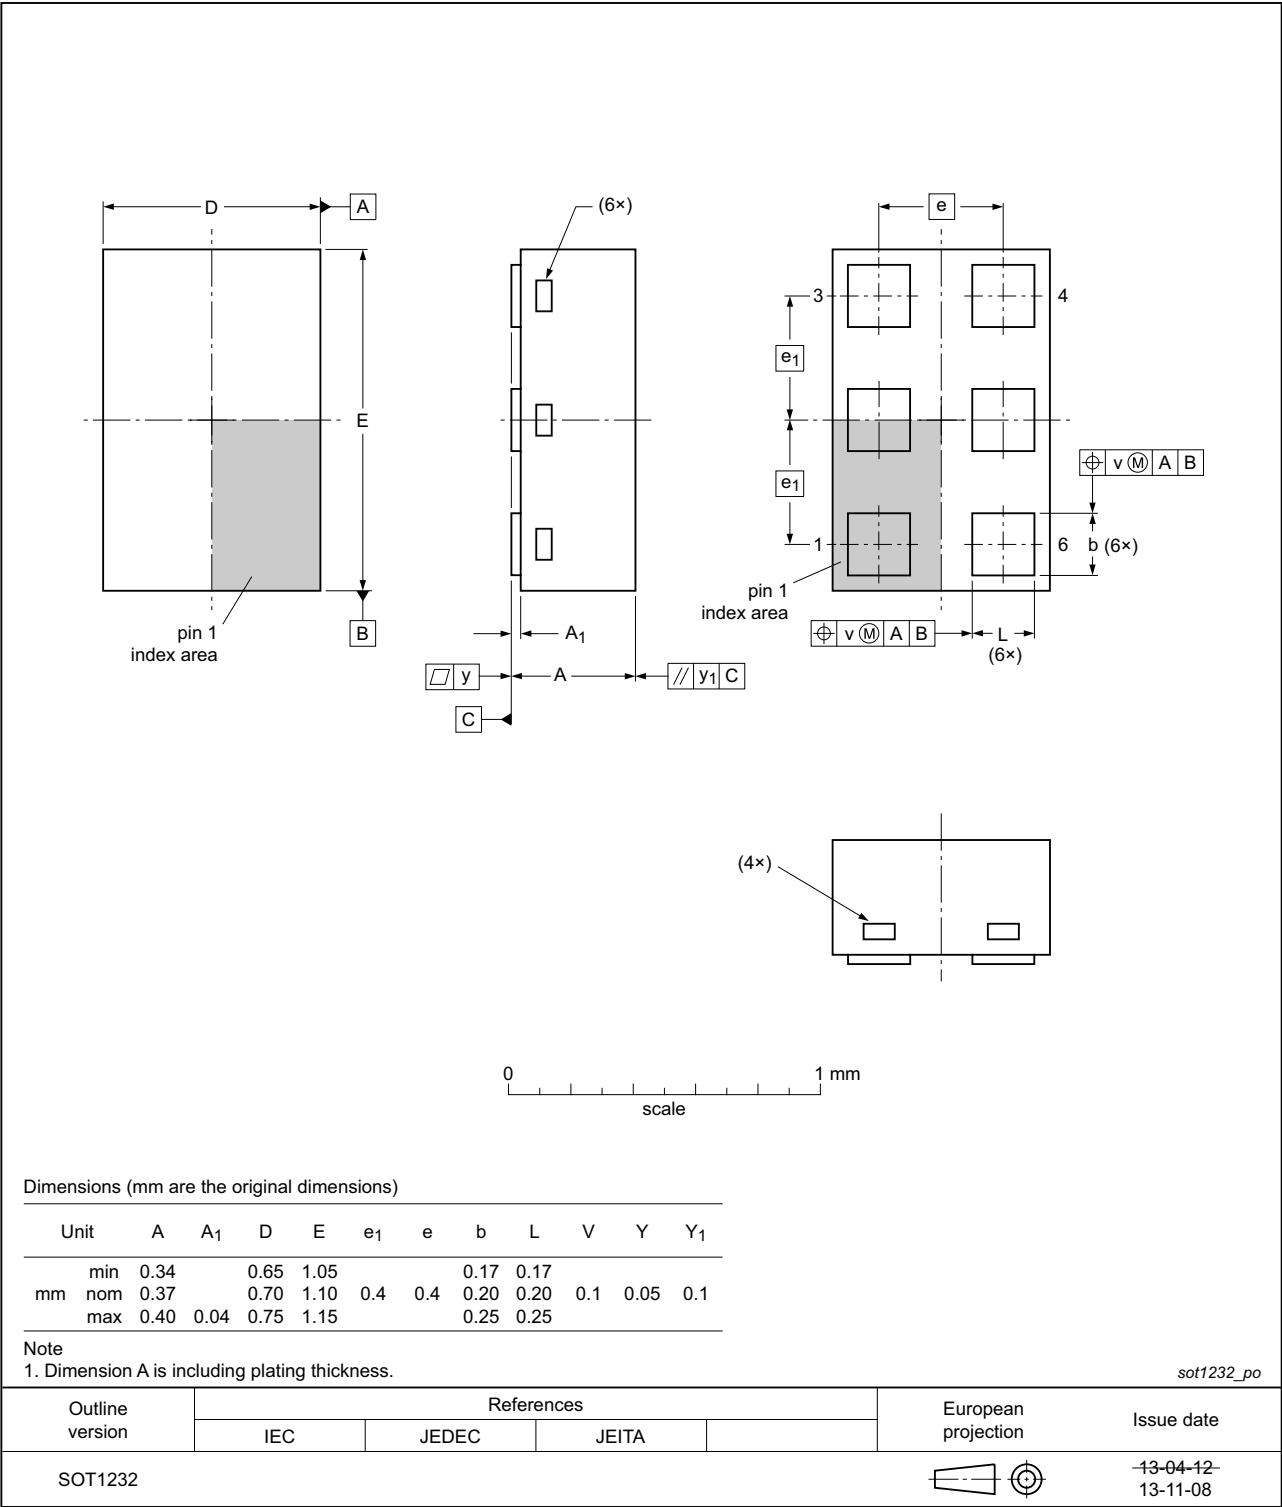 D
A
(6×)
e
3
4
e1
E
e1
v M A B
1
6 b (6×)
pin 1
index area
pin 1
index area
B
A1
v M A B
L
(6×)
y
A
// y1 C
C
(4×)
0 1 mm
scale
Dimensions (mm are the original dimensions)
Unit A A1 D E e1 e b L V Y Y1
min 0.34 0.65 1.05 0.17 0.17
mm nom 0.37 0.70 1.10 0.4 0.4 0.20 0.20 0.1 0.05 0.1
max 0.40 0.04 0.75 1.15 0.25 0.25
Note
1. Dimension A is including plating thickness.
sot1232_po
Outline
version
References
IEC JEDEC JEITA
European
projection
Issue date
SOT1232
13-04-12
13-11-08